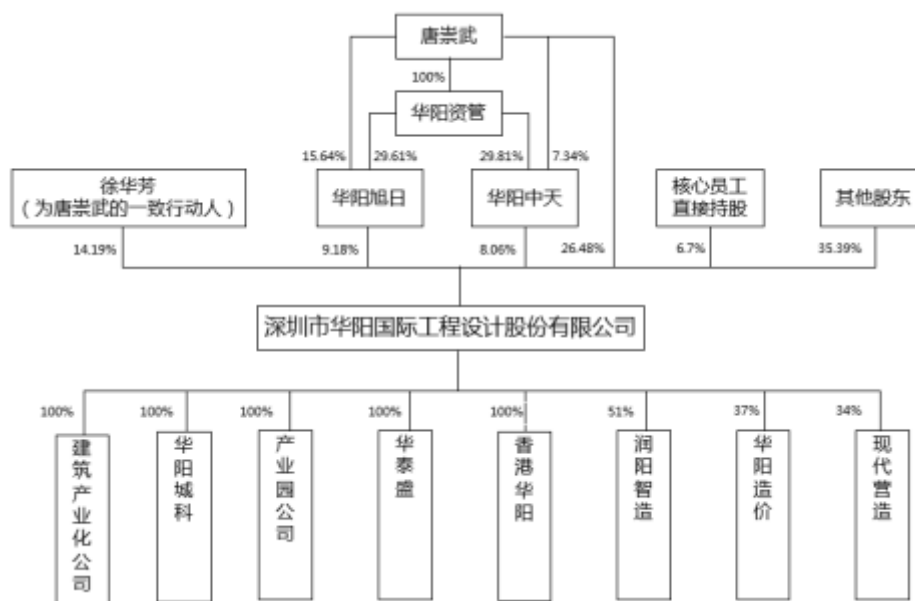 唐崇武
100%
华阳资管
15.64%
29.61%
29.81%
7.34%
徐华芳
（为唐崇武的一致行动人）
华阳旭日
华阳中天
核心员工
直接持股
其他股东
14.19%
9.18%
8.06%
26.48%
6.7%
35.39%
深圳市华阳国际工程设计股份有限公司
100%
100%
100%
100%
100%
51%
37%
34%
建筑产业化公司
华阳城科
产业园公司
华泰盛
香港华阳
润阳智造
华阳造价
现代营造